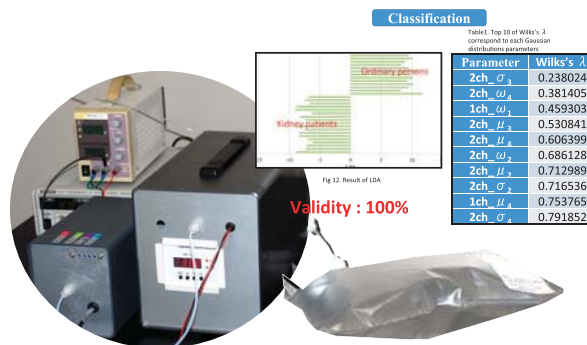 Classification
Table1. Top 10 of Wilks's λ
correspond to each Gaussian
distributions parameters
Parameter Wilks's λ
2ch_σ₃ 0.238024
2ch_ω₄ 0.381405
1ch_ω₁ 0.459303
2ch_μ₃ 0.530841
2ch_μ₄ 0.606399
2ch_ω₂ 0.686128
2ch_μ₂ 0.712989
2ch_σ₂ 0.716536
1ch_μ₄ 0.753765
2ch_σ₄ 0.791852
Ordinary persons
Kidney patients
Fig 12. Result of LDA
Validity : 100%